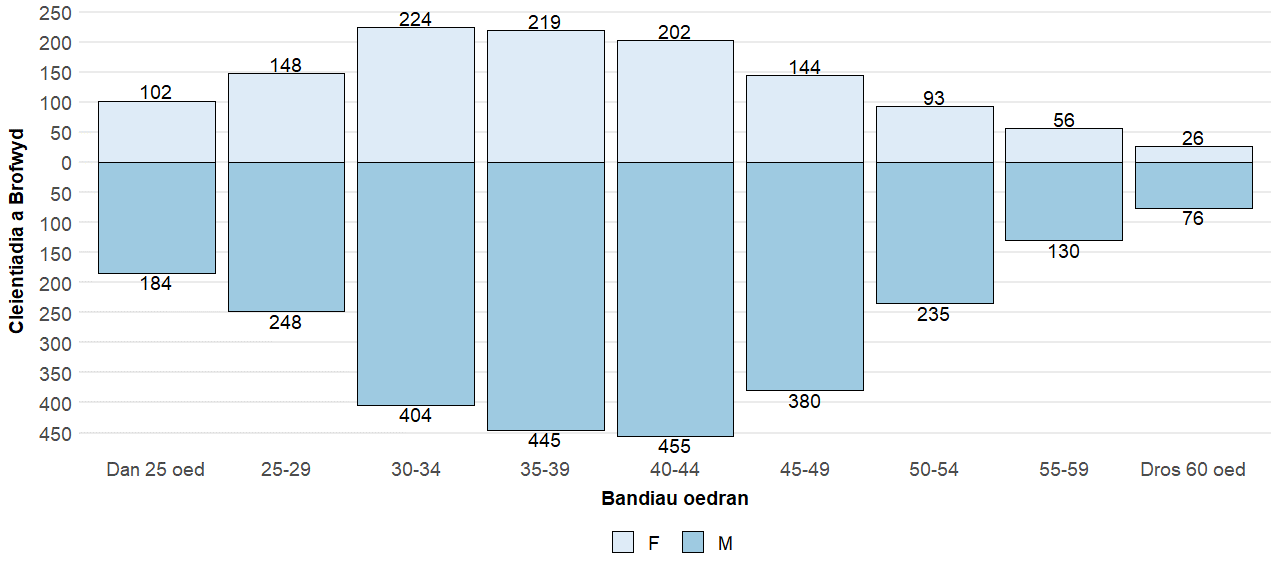 250
200
150
100
50
0
50
100
150
200
250
300
350
400
450
Cleientiadia a Brofwyd
102 148 224 219 202 144 93 56 26
184 248 404 445 455 380 235 130 76
Dan 25 oed 25-29 30-34 35-39 40-44 45-49 50-54 55-59 Dros 60 oed
Bandiau oedran
F M